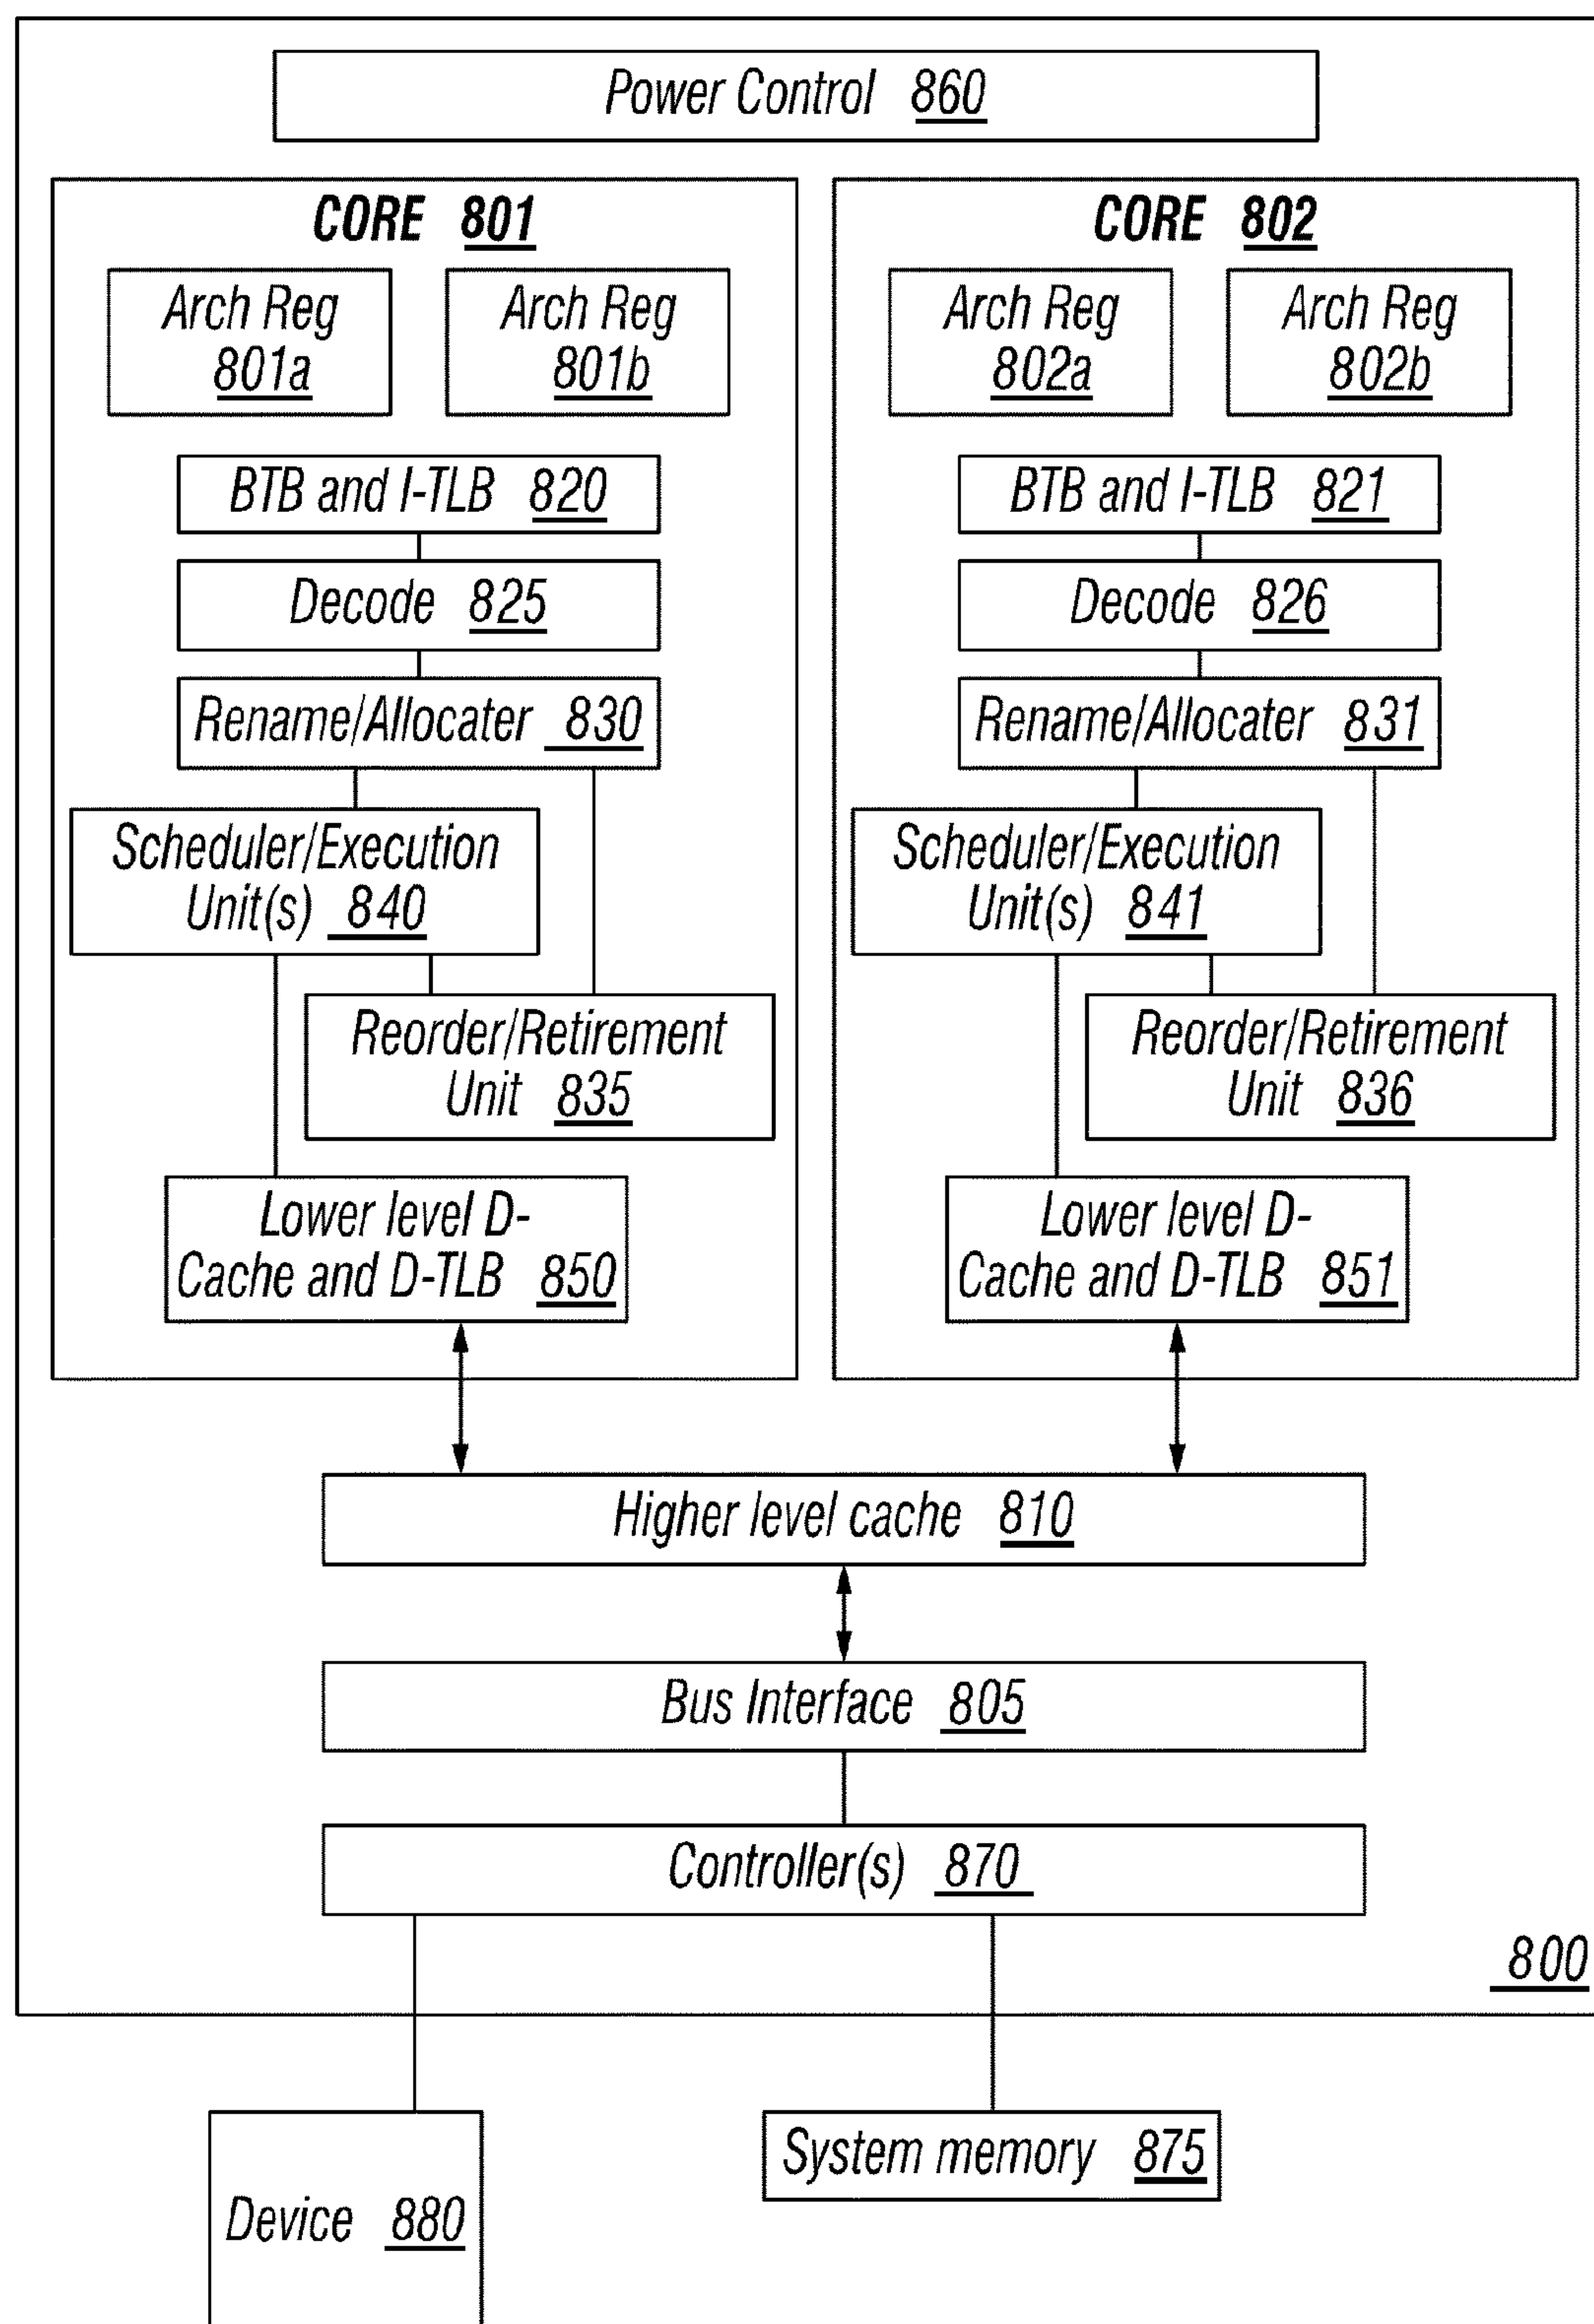 Power Control 860
CORE 801
Arch Reg
801a
Arch Reg
801b
BTB and I-TLB 820
Decode 825
Rename/Allocater 830
Scheduler/Execution
Unit(s) 840
Reorder/Retirement
Unit 835
Lower level D-
Cache and D-TLB 850
CORE 802
Arch Reg
802a
Arch Reg
802b
BTB and I-TLB 821
Decode 826
Rename/Allocater 831
Scheduler/Execution
Unit(s) 841
Reorder/Retirement
Unit 836
Lower level D-
Cache and D-TLB 851
Higher level cache 810
Bus Interface 805
Controller(s) 870
800
System memory 875
Device 880